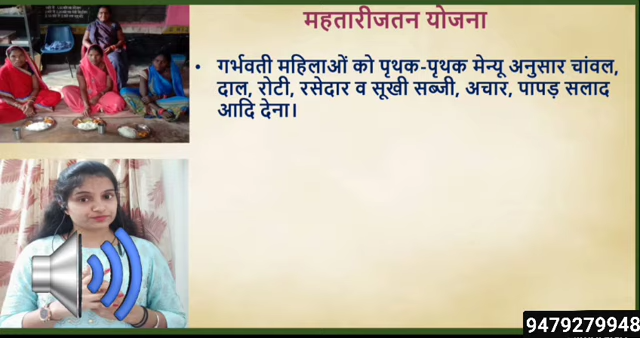 महतारीजतन योजना
• गर्भवती महिलाओं को पृथक-पृथक मेन्यू अनुसार चांवल,
दाल, रोटी, रसेदार व सूखी सब्जी, अचार, पापड़ सलाद
आदि देना।
9479279948